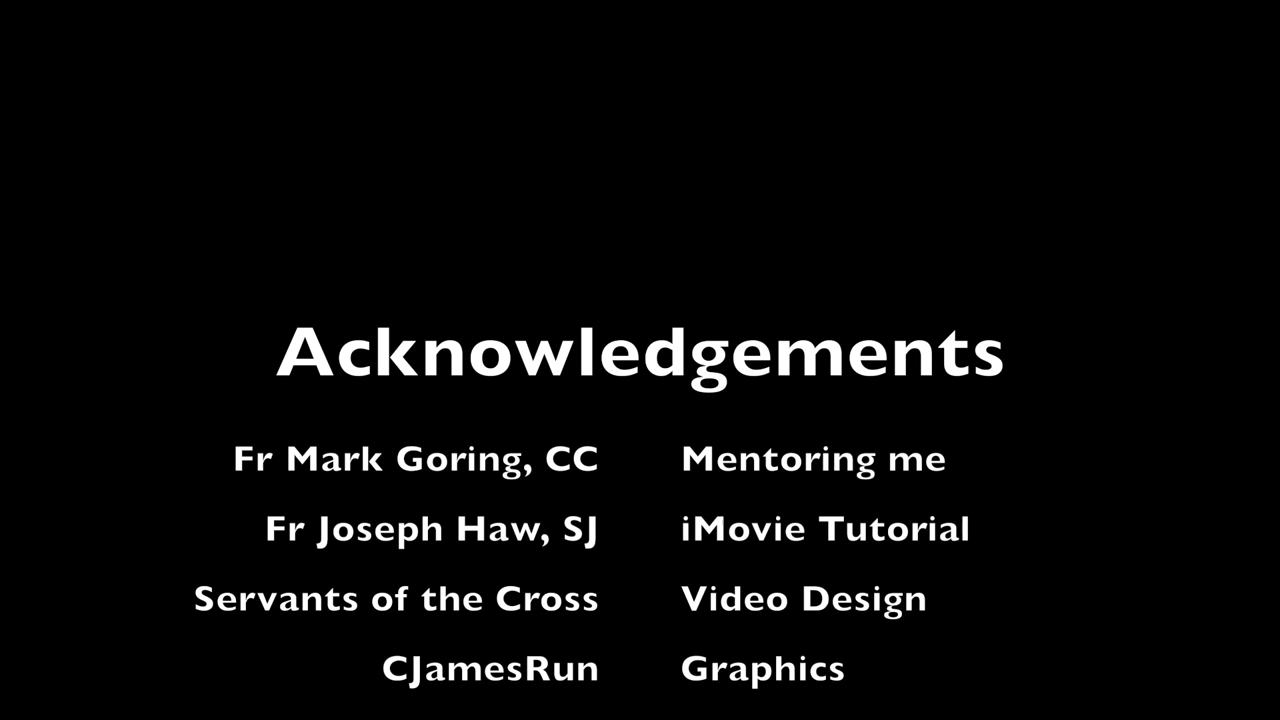 Acknowledgements
Fr Mark Goring, CC Mentoring me
Fr Joseph Haw, SJ iMovie Tutorial
Servants of the Cross Video Design
CJamesRun Graphics